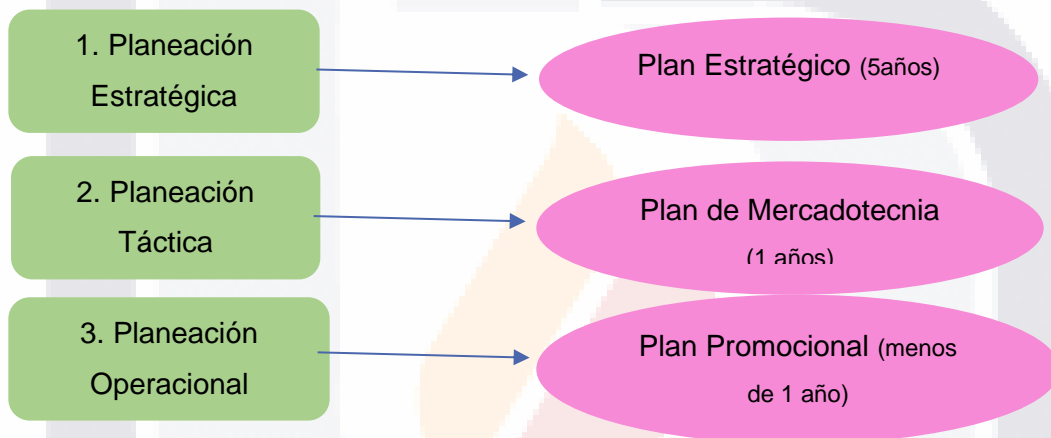 1. Planeación
Estratégica
Plan Estratégico (5años)
2. Planeación
Táctica
Plan de Mercadotecnia
(1 años)
3. Planeación
Operacional
Plan Promocional (menos
de 1 año)